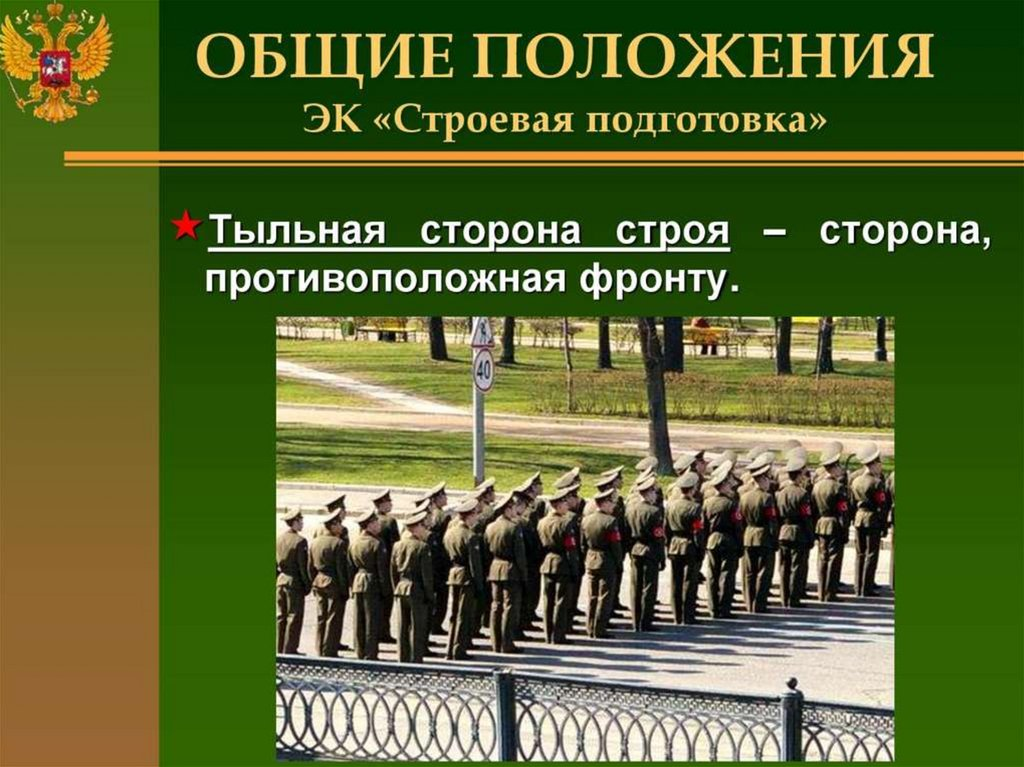 ОБЩИЕ ПОЛОЖЕНИЯ
ЭК «Строевая подготовка»
Тыльная сторона строя – сторона,
противоположная фронту.
40